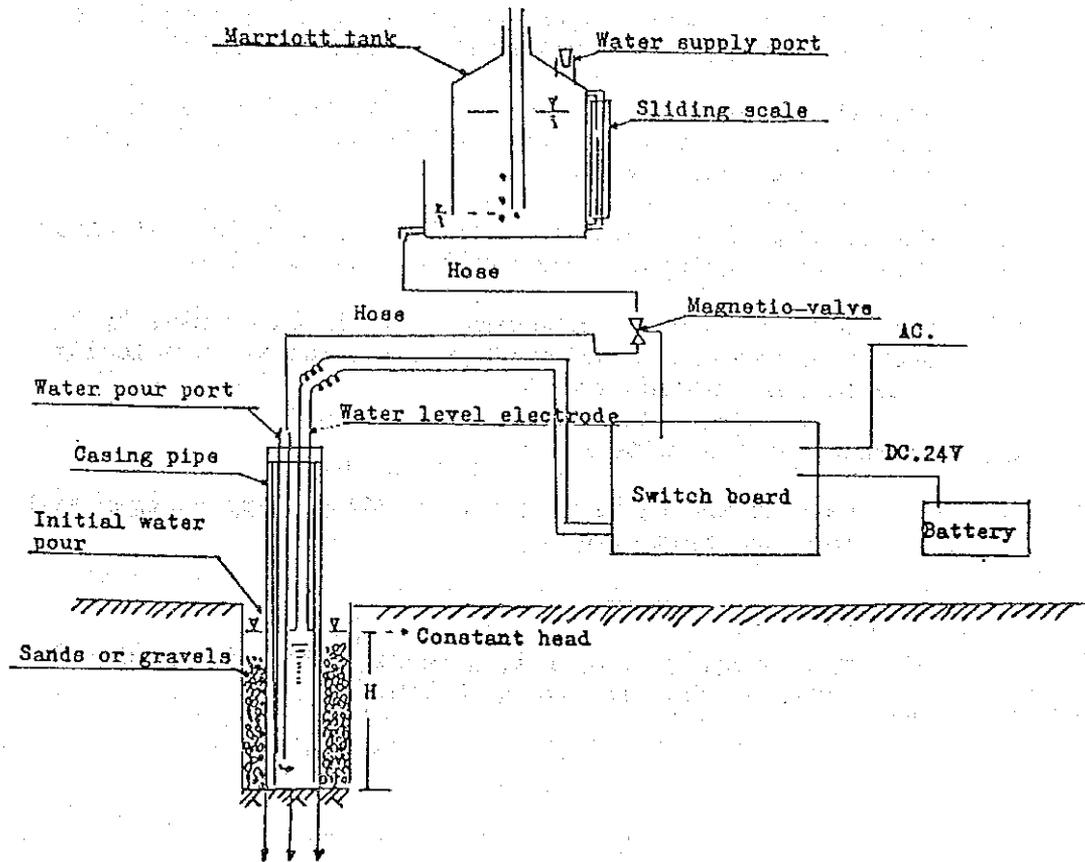 Marriott tank
Water supply port
Sliding scale
Hose
Magnetio-valve
Hose
AC.
Water pour port
Water level electrode
DC.24V
Casing pipe
Switch board
Initial water
pour
Battery
Constant head
Sands or gravels
H